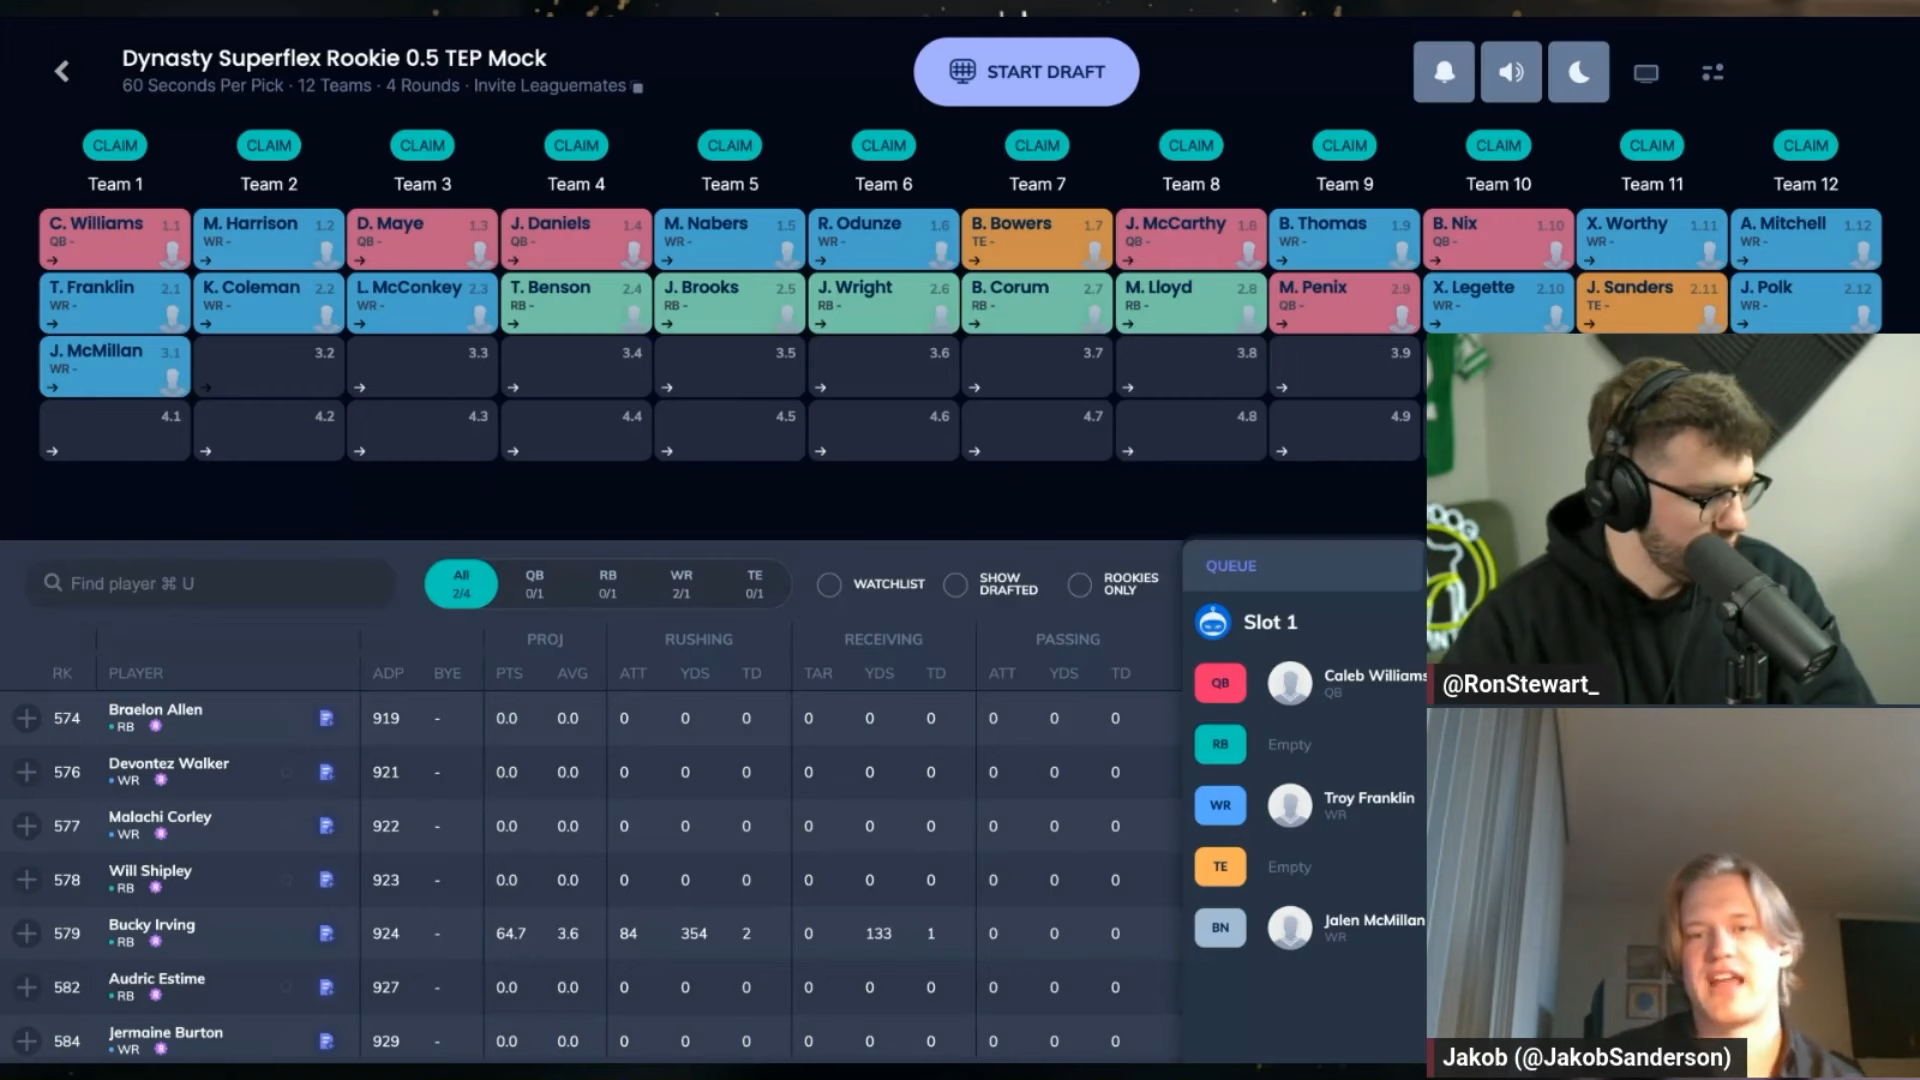 Dynasty Superflex Rookie 0.5 TEP Mock
60 Seconds Per Pick · 12 Teams · 4 Rounds · Invite Leaguemates
START DRAFT
CLAIM CLAIM CLAIM CLAIM CLAIM CLAIM CLAIM CLAIM CLAIM CLAIM CLAIM CLAIM
Team 1 Team 2 Team 3 Team 4 Team 5 Team 6 Team 7 Team 8 Team 9 Team 10 Team 11 Team 12
C. Williams 1.1 M. Harrison 1.2 D. Maye 1.3 J. Daniels 1.4 M. Nabers 1.5 R. Odunze 1.6 B. Bowers 1.7 J. McCarthy 1.8 B. Thomas 1.9 B. Nix 1.10 X. Worthy 1.11 A. Mitchell 1.12
QB - WR - QB - QB - WR - WR - TE - QB - WR - QB - WR - WR -
T. Franklin 2.1 K. Coleman 2.2 L. McConkey 2.3 T. Benson 2.4 J. Brooks 2.5 J. Wright 2.6 B. Corum 2.7 M. Lloyd 2.8 M. Penix 2.9 X. Legette 2.10 J. Sanders 2.11 J. Polk 2.12
WR - WR - WR - RB - RB - RB - RB - RB - QB - WR - TE - WR -
J. McMillan 3.1 3.2 3.3 3.4 3.5 3.6 3.7 3.8 3.9
WR -
4.1 4.2 4.3 4.4 4.5 4.6 4.7 4.8 4.9
Find player ⌘ U
All QB RB WR TE
2/4 0/1 0/1 2/1 0/1
WATCHLIST
SHOW
DRAFTED
ROOKIES
ONLY
PROJ RUSHING RECEIVING PASSING
RK PLAYER ADP BYE PTS AVG ATT YDS TD TAR YDS TD ATT YDS TD
574 Braelon Allen 919 - 0.0 0.0 0 0 0 0 0 0 0 0 0
RB
576 Devontez Walker 921 - 0.0 0.0 0 0 0 0 0 0 0 0 0
WR
577 Malachi Corley 922 - 0.0 0.0 0 0 0 0 0 0 0 0 0
WR
578 Will Shipley 923 - 0.0 0.0 0 0 0 0 0 0 0 0 0
RB
579 Bucky Irving 924 - 64.7 3.6 84 354 2 0 133 1 0 0 0
RB
582 Audric Estime 927 - 0.0 0.0 0 0 0 0 0 0 0 0 0
RB
584 Jermaine Burton 929 - 0.0 0.0 0 0 0 0 0 0 0 0 0
WR
QUEUE
Slot 1
QB Caleb Williams
QB
RB Empty
WR Troy Franklin
WR
TE Empty
BN Jalen McMillan
WR
@RonStewart_
Jakob (@JakobSanderson)